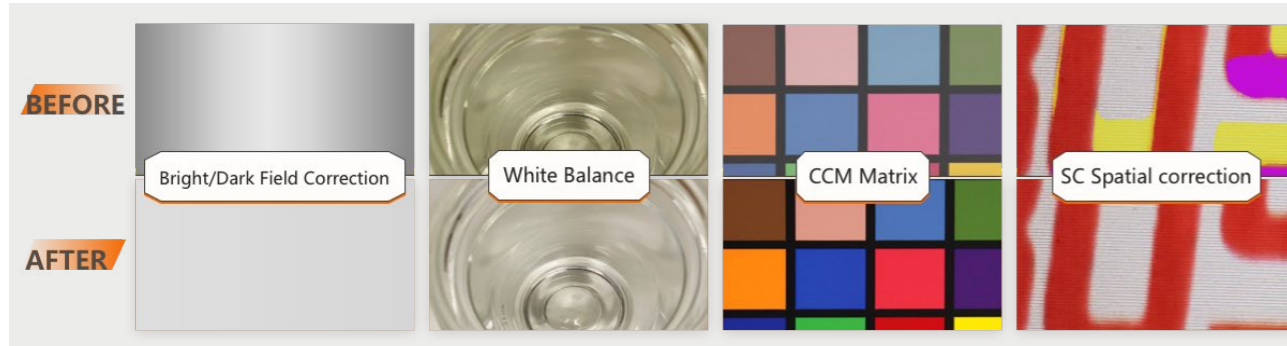 BEFORE
Bright/Dark Field Correction
White Balance
CCM Matrix
SC Spatial correction
AFTER